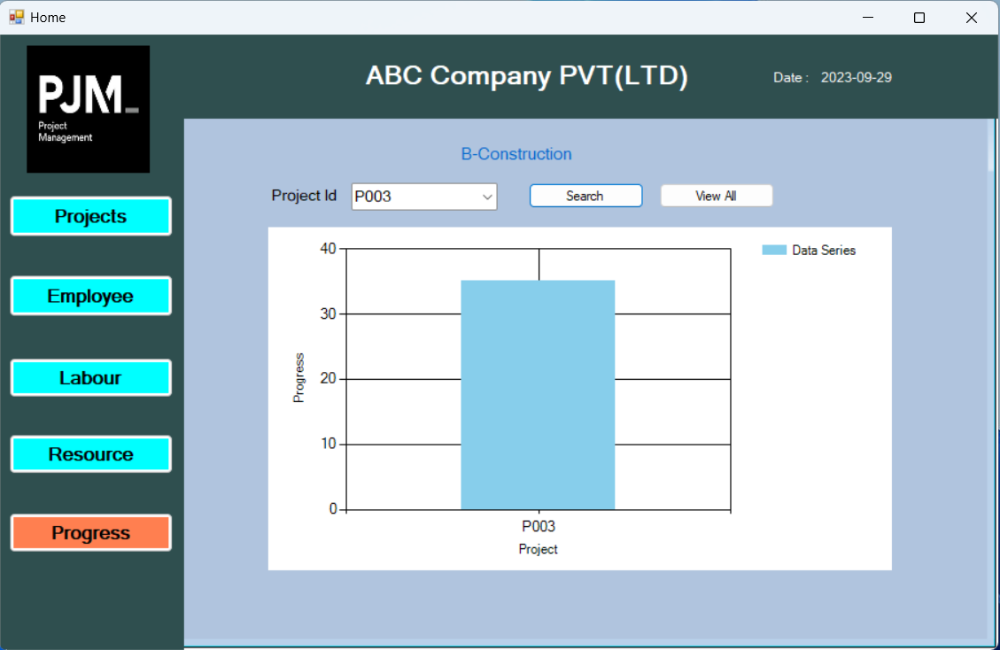 Home
PJM_
Project
Management
ABC Company PVT(LTD)
Date : 2023-09-29
B-Construction
Project Id P003 Search View All
Projects
Employee
Labour
Resource
Progress
Data Series
40
30
20
10
0
Progress
P003
Project